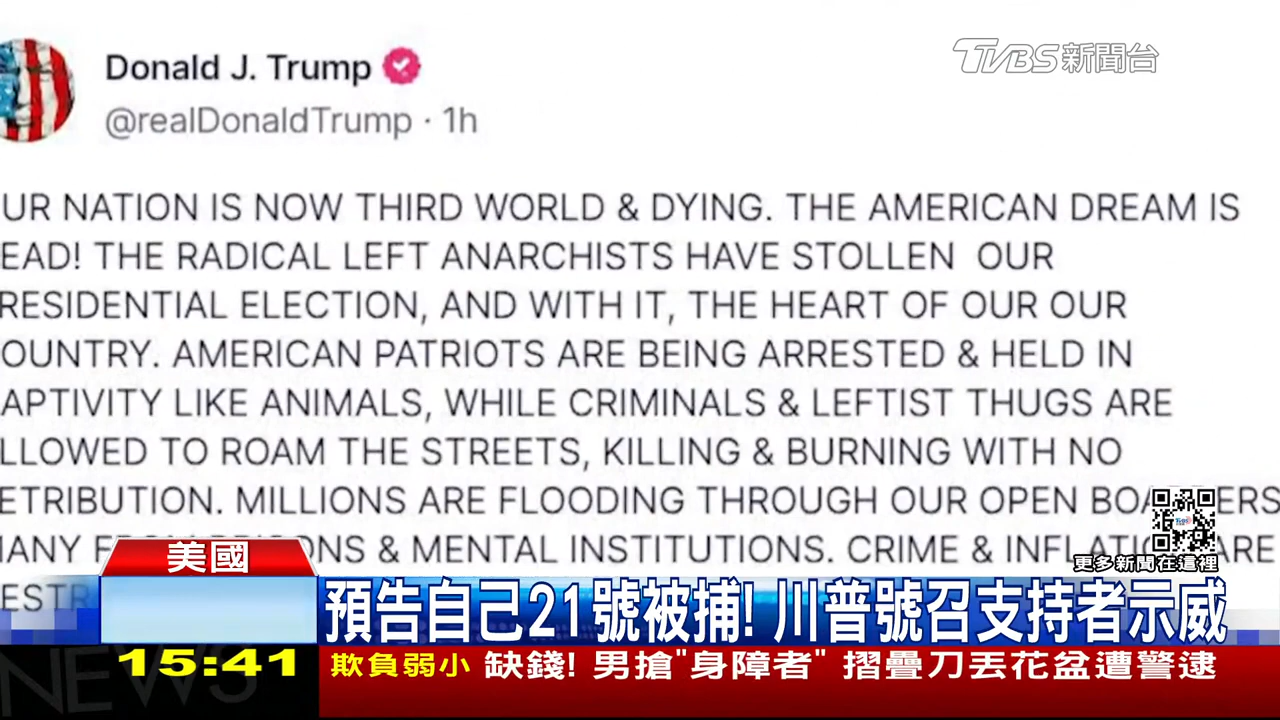 Donald J. Trump
@realDonaldTrump · 1h
TVBS新聞台
UR NATION IS NOW THIRD WORLD & DYING. THE AMERICAN DREAM IS
EAD! THE RADICAL LEFT ANARCHISTS HAVE STOLLEN OUR
RESIDENTIAL ELECTION, AND WITH IT, THE HEART OF OUR OUR
OUNTRY. AMERICAN PATRIOTS ARE BEING ARRESTED & HELD IN
APTIVITY LIKE ANIMALS, WHILE CRIMINALS & LEFTIST THUGS ARE
LLOWED TO ROAM THE STREETS, KILLING & BURNING WITH NO
ETRIBUTION. MILLIONS ARE FLOODING THROUGH OUR OPEN
& MENTAL INSTITUTIONS. CRIME &
更多新聞在這裡
美國
預告自己21號被捕! 川普號召支持者示威
NEWS
15:41
欺負弱小 缺錢! 男搶"身障者" 摺疊刀丟花盆遭警逮